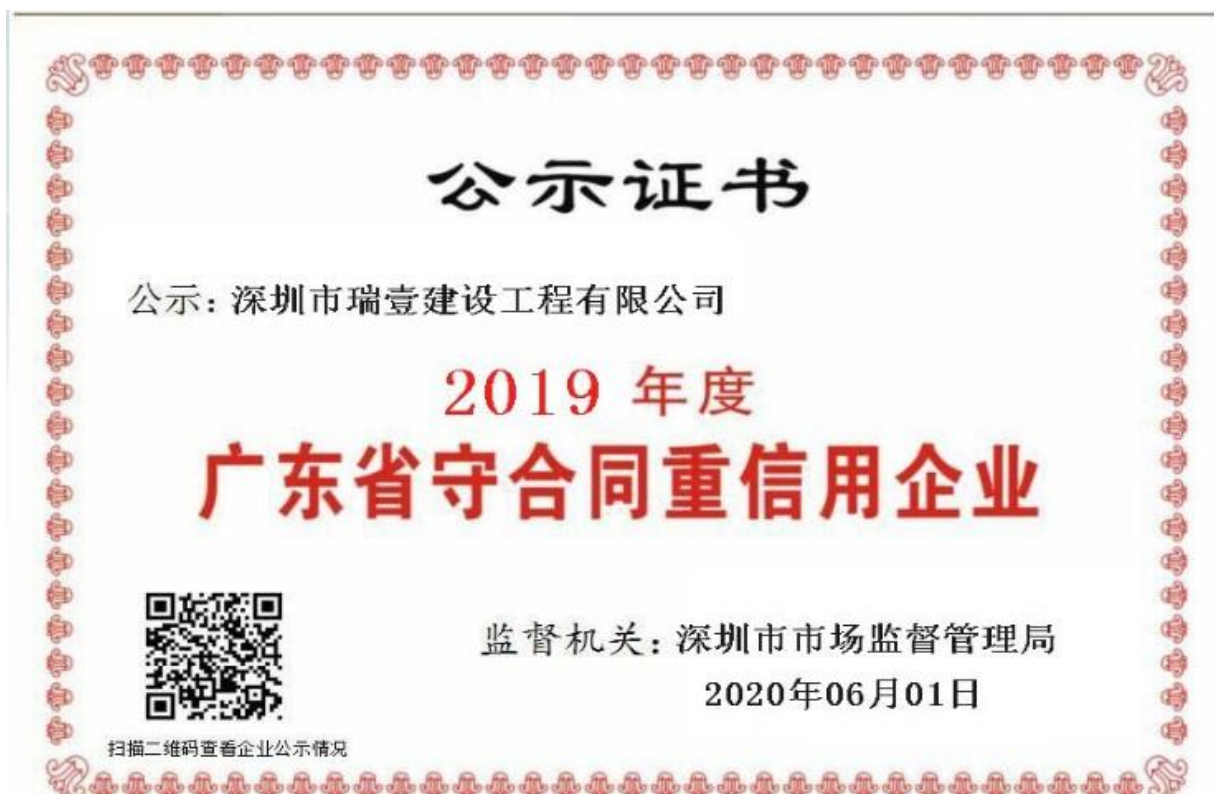 公示证书
公示：深圳市瑞壹建设工程有限公司
2019 年度
广东省守合同重信用企业
监督机关：深圳市市场监督管理局
2020年06月01日
扫描二维码查看企业公示情况